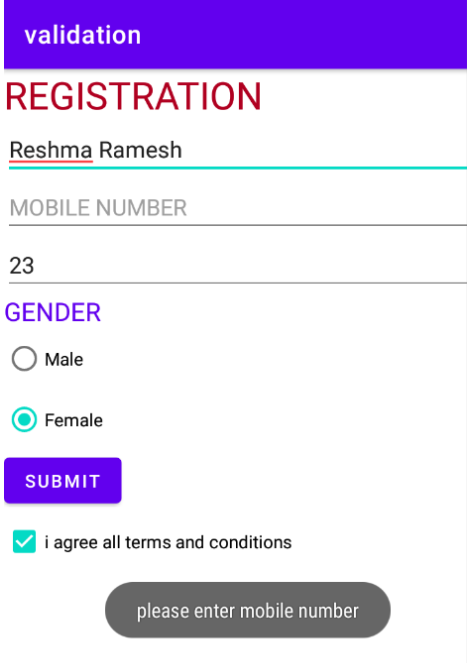 validation
REGISTRATION
Reshma Ramesh
MOBILE NUMBER
23
GENDER
Male
Female
SUBMIT
i agree all terms and conditions
please enter mobile number